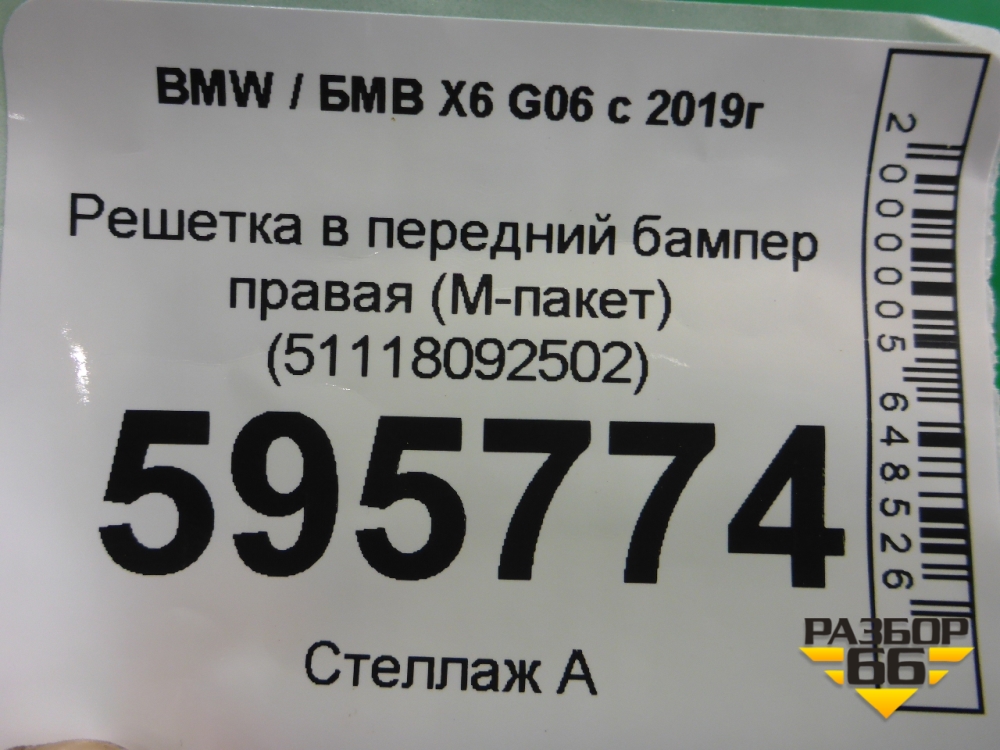 BMW / БМВ X6 G06 с 2019г
Решетка в передний бампер
правая (М-пакет)
(51118092502)
595774
Стеллаж А
2000005648526
РАЗБОР
66